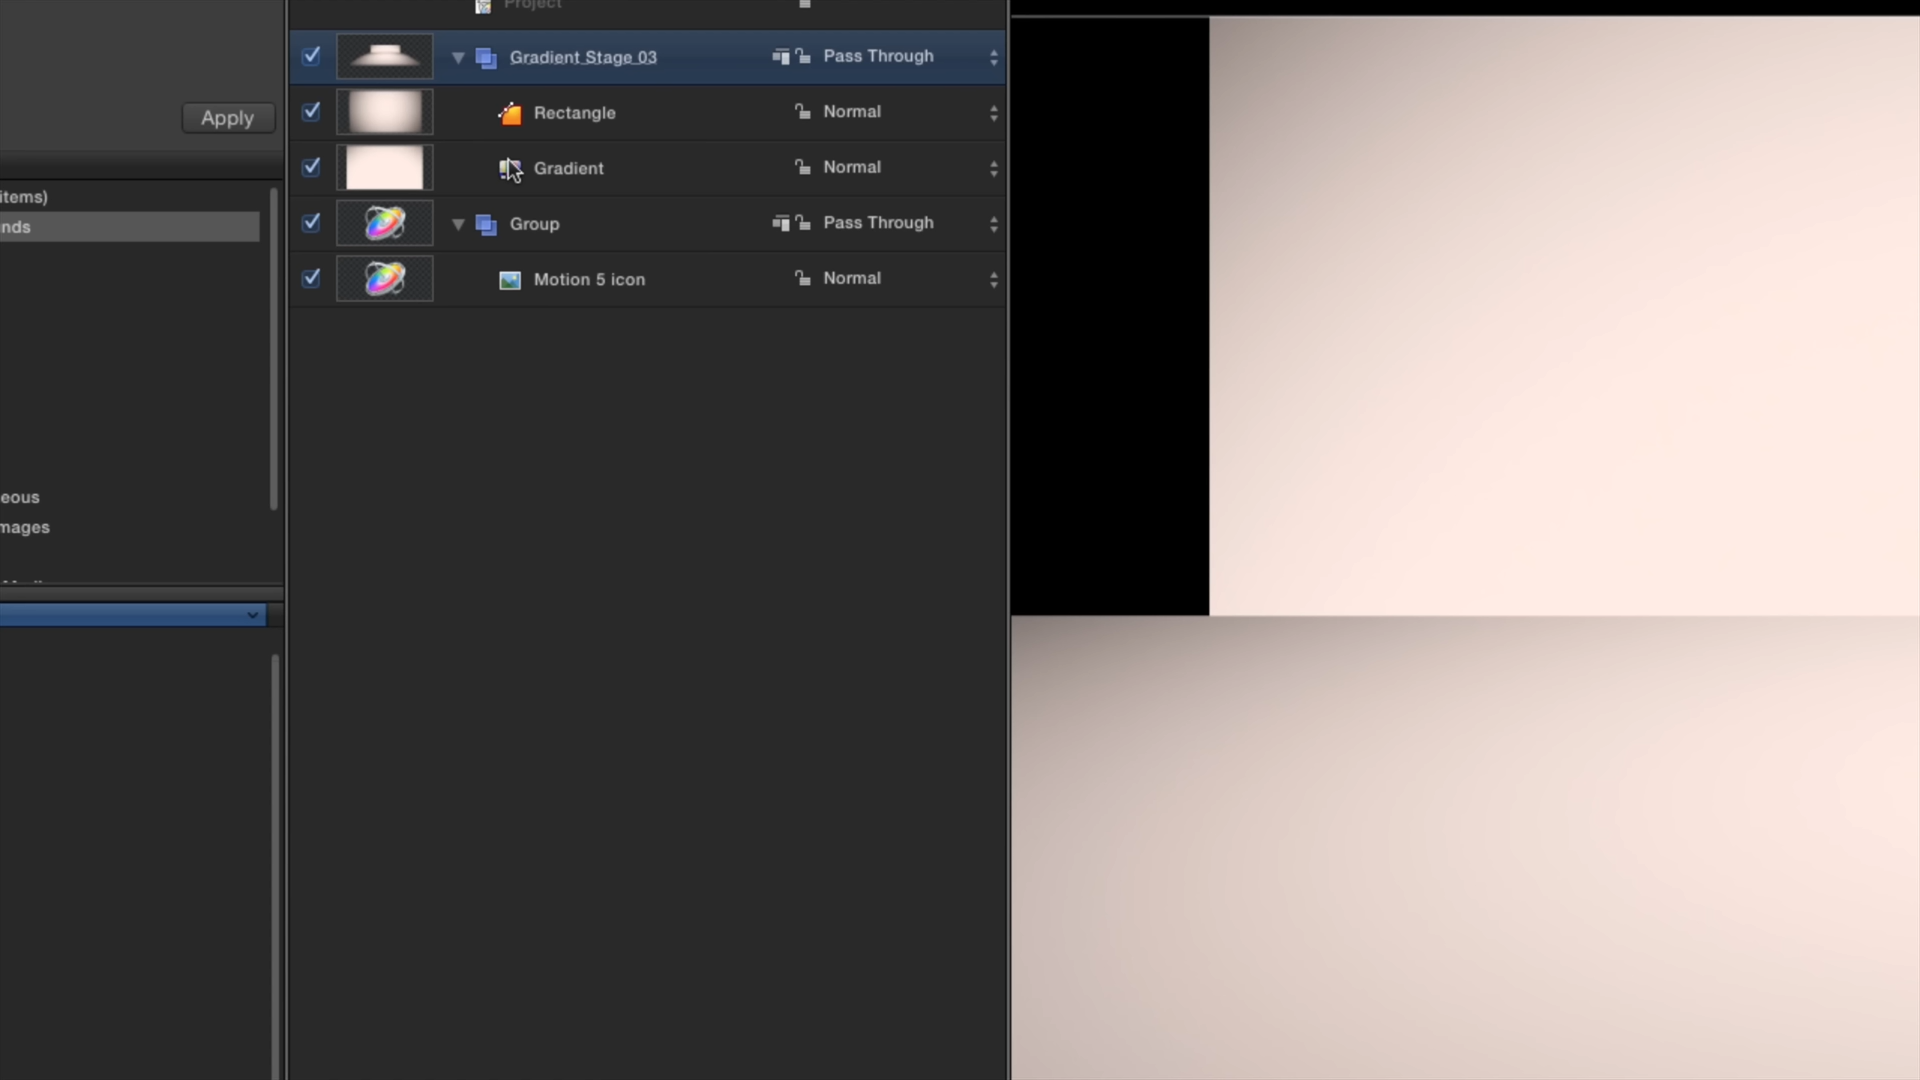 Project
Gradient Stage 03 Pass Through
Apply
Rectangle Normal
Gradient Normal
items)
nds
Group Pass Through
Motion 5 icon Normal
eous
mages